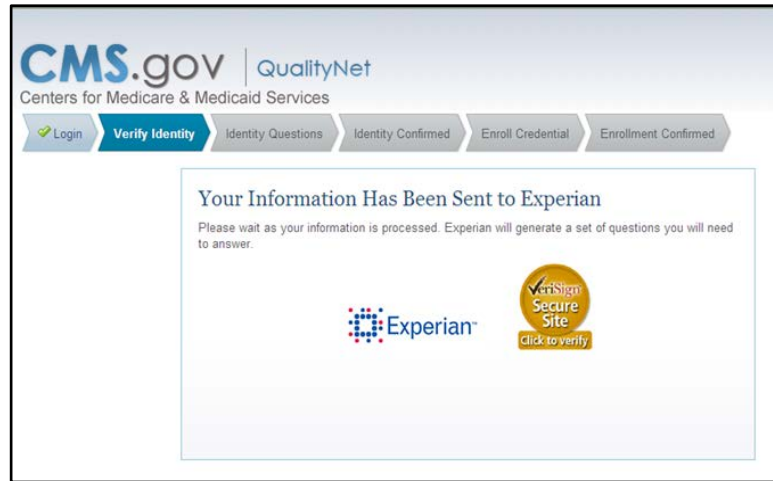 CMS.gov | QualityNet
Centers for Medicare & Medicaid Services
Login Verify Identity Identity Questions Identity Confirmed Enroll Credential Enrollment Confirmed
Your Information Has Been Sent to Experian
Please wait as your information is processed. Experian will generate a set of questions you will need
to answer.
Experian™
VeriSign
Secure
Site
Click to verify